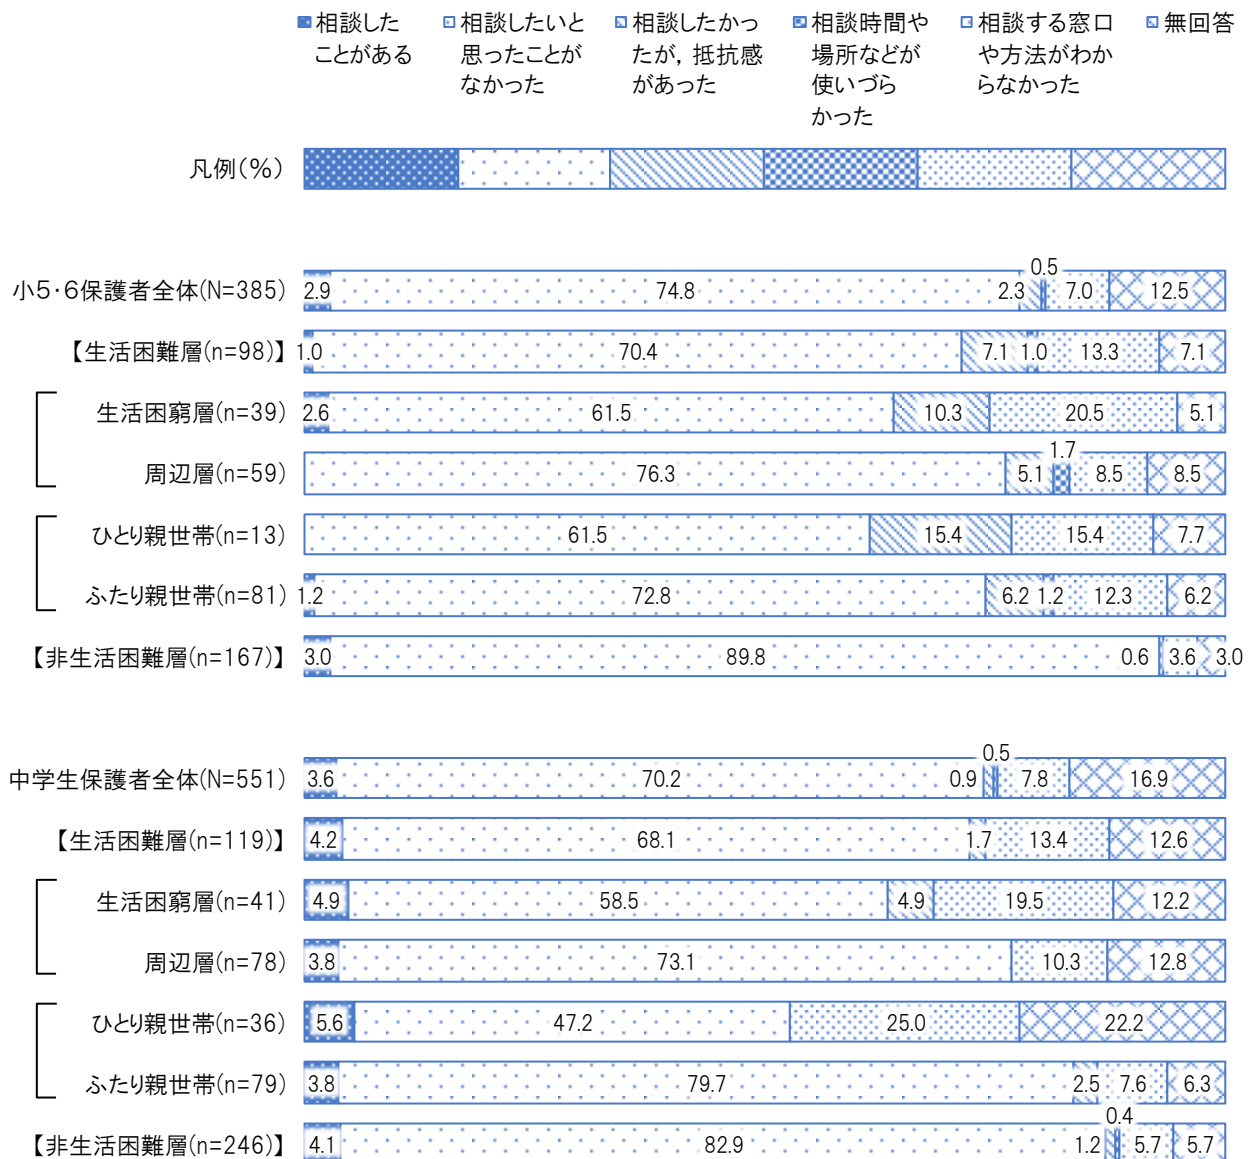 相談した
ことがある
相談したいと
思ったことが
なかった
相談したかっ
たが，抵抗感
があった
相談時間や
場所などが
使いづら
かった
相談する窓口
や方法がわか
らなかった
無回答
凡例(%)
0.5
小５・６保護者全体(N=385) 2.9 74.8 2.3 7.0 12.5
【生活困難層(n=98)】 1.0 70.4 7.1 1.0 13.3 7.1
生活困窮層(n=39) 2.6 61.5 10.3 20.5 5.1
1.7
周辺層(n=59) 76.3 5.1 8.5 8.5
ひとり親世帯(n=13) 61.5 15.4 15.4 7.7
ふたり親世帯(n=81) 1.2 72.8 6.2 1.2 12.3 6.2
【非生活困難層(n=167)】 3.0 89.8 0.6 3.6 3.0
0.5
中学生保護者全体(N=551) 3.6 70.2 0.9 7.8 16.9
【生活困難層(n=119)】 4.2 68.1 1.7 13.4 12.6
生活困窮層(n=41) 4.9 58.5 4.9 19.5 12.2
周辺層(n=78) 3.8 73.1 10.3 12.8
ひとり親世帯(n=36) 5.6 47.2 25.0 22.2
ふたり親世帯(n=79) 3.8 79.7 2.5 7.6 6.3
0.4
【非生活困難層(n=246)】 4.1 82.9 1.2 5.7 5.7